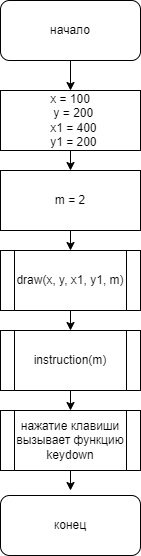 начало
x = 100
y = 200
x1 = 400
y1 = 200
m = 2
draw(x, y, x1, y1, m)
instruction(m)
нажатие клавиши
вызывает функцию
keydown
конец